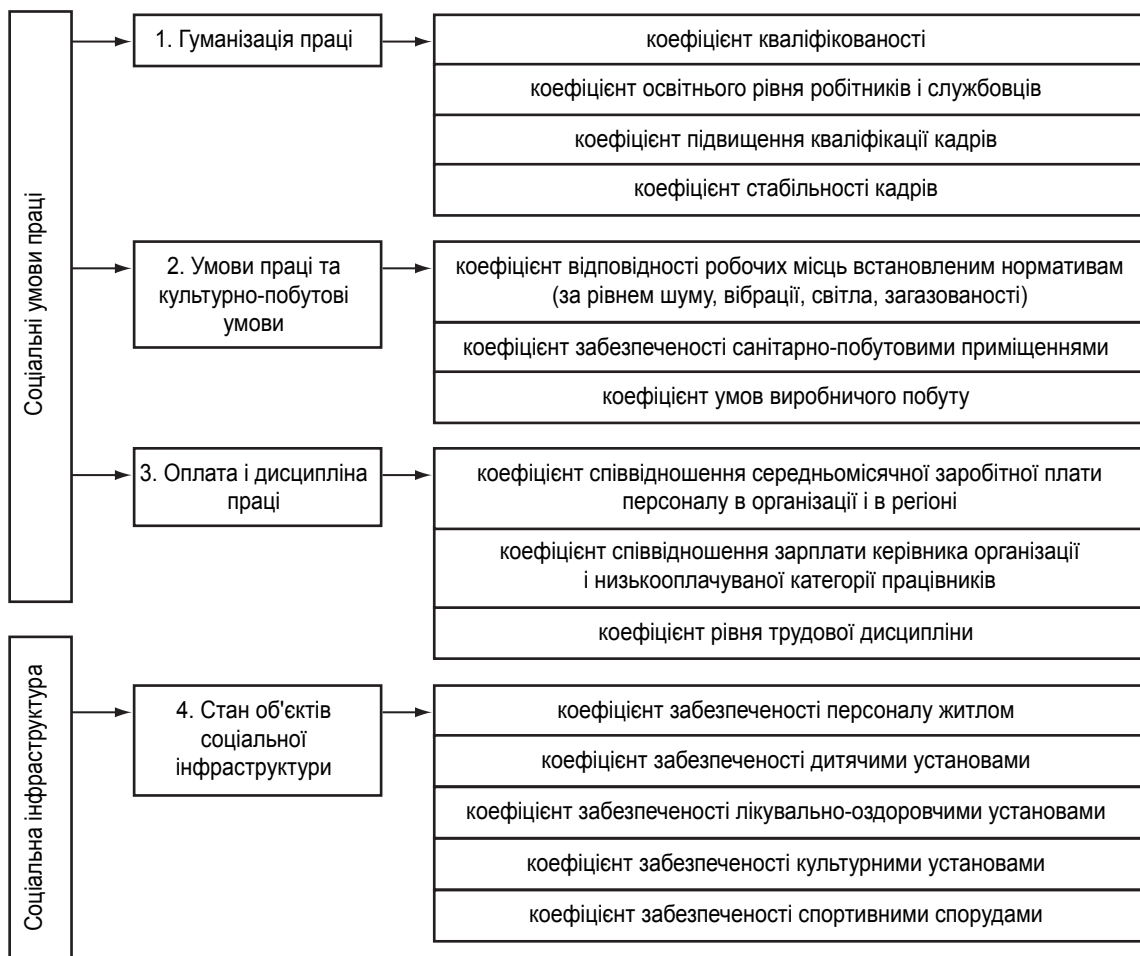 Соціальні умови праці
1. Гуманізація праці
коефіцієнт кваліфікованості
коефіцієнт освітнього рівня робітників і службовців
коефіцієнт підвищення кваліфікації кадрів
коефіцієнт стабільності кадрів
2. Умови праці та
культурно-побутові
умови
коефіцієнт відповідності робочих місць встановленим нормативам
(за рівнем шуму, вібрації, світла, загазованості)
коефіцієнт забезпеченості санітарно-побутовими приміщеннями
коефіцієнт умов виробничого побуту
3. Оплата і дисципліна
праці
коефіцієнт співвідношення середньомісячної заробітної плати
персоналу в організації і в регіоні
коефіцієнт співвідношення зарплати керівника організації
і низькооплачуваної категорії працівників
коефіцієнт рівня трудової дисципліни
Соціальна інфраструктура
4. Стан об'єктів
соціальної
інфраструктури
коефіцієнт забезпеченості персоналу житлом
коефіцієнт забезпеченості дитячими установами
коефіцієнт забезпеченості лікувально-оздоровчими установами
коефіцієнт забезпеченості культурними установами
коефіцієнт забезпеченості спортивними спорудами